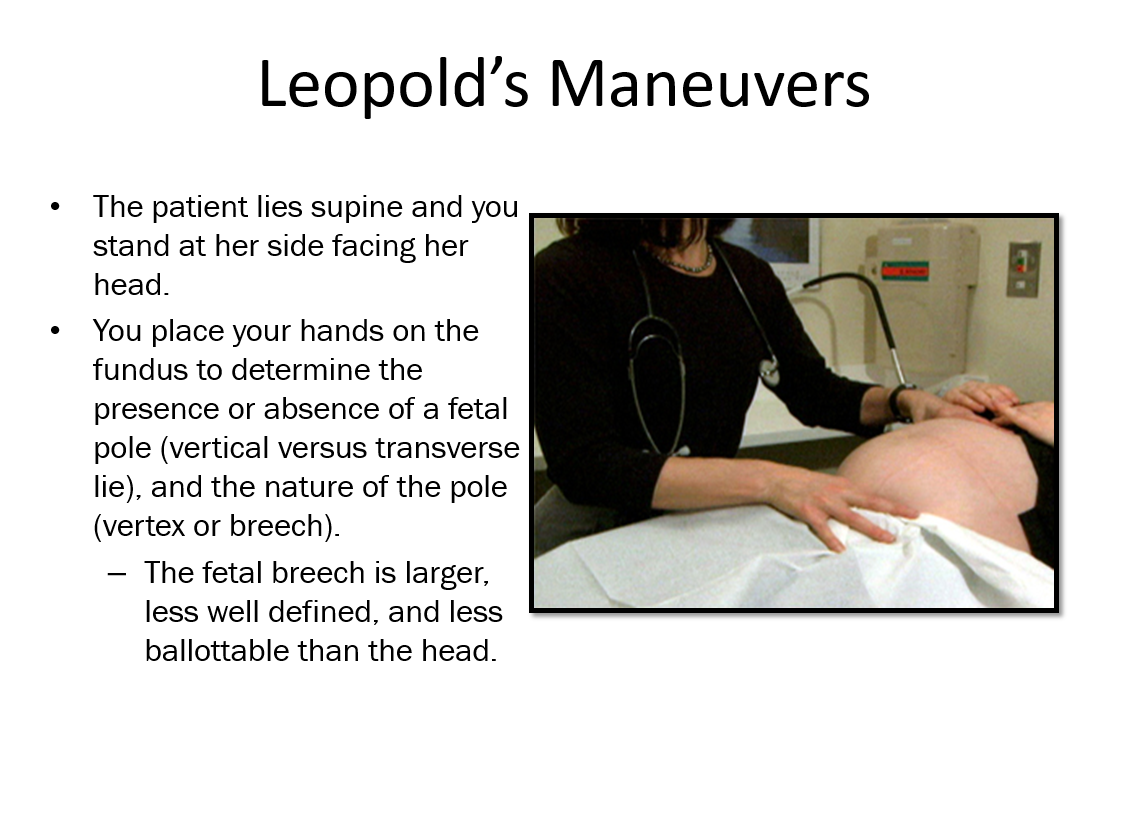 Leopold’s Maneuvers
• The patient lies supine and you
stand at her side facing her
head.
• You place your hands on the
fundus to determine the
presence or absence of a fetal
pole (vertical versus transverse
lie), and the nature of the pole
(vertex or breech).
– The fetal breech is larger,
less well defined, and less
ballottable than the head.